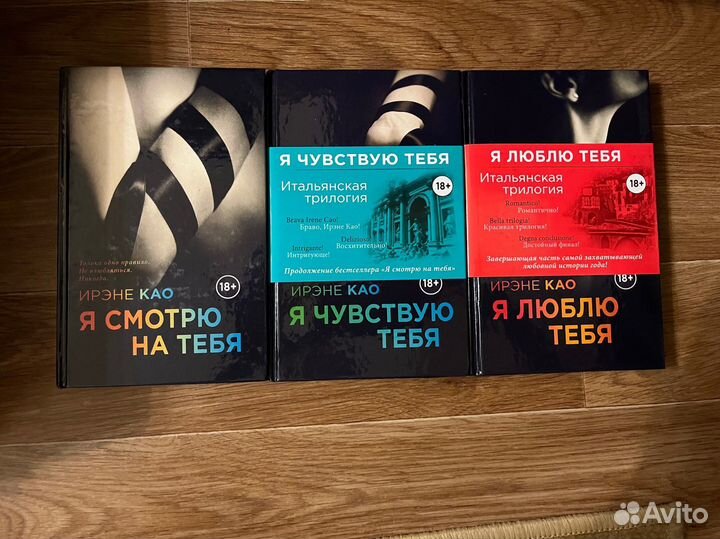 Только одно правило.
Не влюбляться.
Никогда.
18+
ИРЭНЕ КАО
Я СМОТРЮ
НА ТЕБЯ
Я ЧУВСТВУЮ ТЕБЯ
Итальянская
трилогия
18+
Brava Irene Cao!
Браво, Ирэне Као!
Intrigante!
Интригующе!
Delizioso!
Восхитительно!
Продолжение бестселлера «Я смотрю на тебя»
ИРЭНЕ КАО
18+
Я ЧУВСТВУЮ
ТЕБЯ
Я ЛЮБЛЮ ТЕБЯ
Итальянская
трилогия
18+
Romantico!
Романтично!
Bella trilogia!
Красивая трилогия!
Degna conclusione!
Достойный финал!
Завершающая часть самой захватывающей
любовной истории года!
ИРЭНЕ КАО
18+
Я ЛЮБЛЮ
ТЕБЯ
Avito